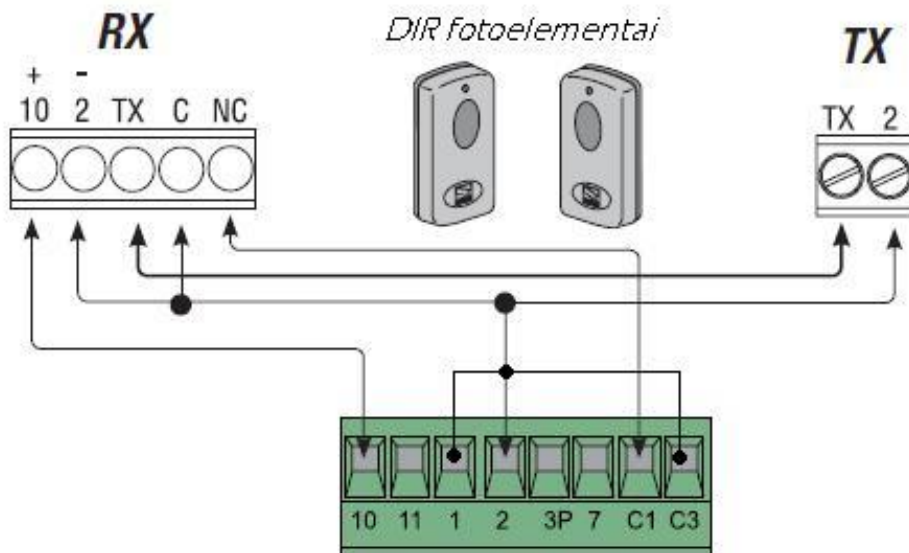 RX
DIR fotoelementai
TX
+ -
10 2 TX C NC
TX 2
10 11 1 2 3P 7 C1 C3